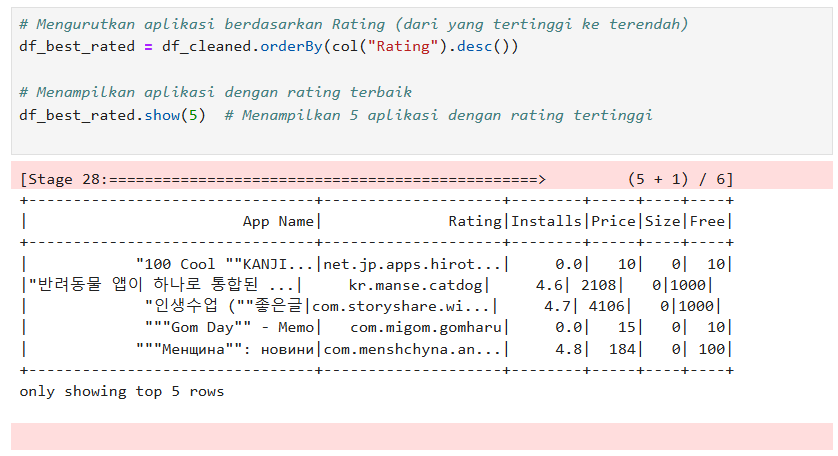 # Mengurutkan aplikasi berdasarkan Rating (dari yang tertinggi ke terendah)
df_best_rated = df_cleaned.orderBy(col("Rating").desc())
# Menampilkan aplikasi dengan rating terbaik
df_best_rated.show(5)  # Menampilkan 5 aplikasi dengan rating tertinggi
[Stage 28:================================================>         (5 + 1) / 6]
+--------------------------------+--------------------+--------+-----+----+----+
|                        App Name|              Rating|Installs|Price|Size|Free|
+--------------------------------+--------------------+--------+-----+----+----+
|            "100 Cool ""KANJI...|net.jp.apps.hirot...|     0.0|   10|   0|  10|
|"반려동물 앱이 하나로 통합된 ...|    kr.manse.catdog|     4.6| 2108|   0|1000|
|             "인생수업 (""좋은글|com.storyshare.wi...|     4.7| 4106|   0|1000|
|             """Gom Day"" - Memo|   com.migom.gomharu|     0.0|   15|   0|  10|
|            """Менщина"": новини|com.menshchyna.an...|     4.8|  184|   0| 100|
+--------------------------------+--------------------+--------+-----+----+----+
only showing top 5 rows